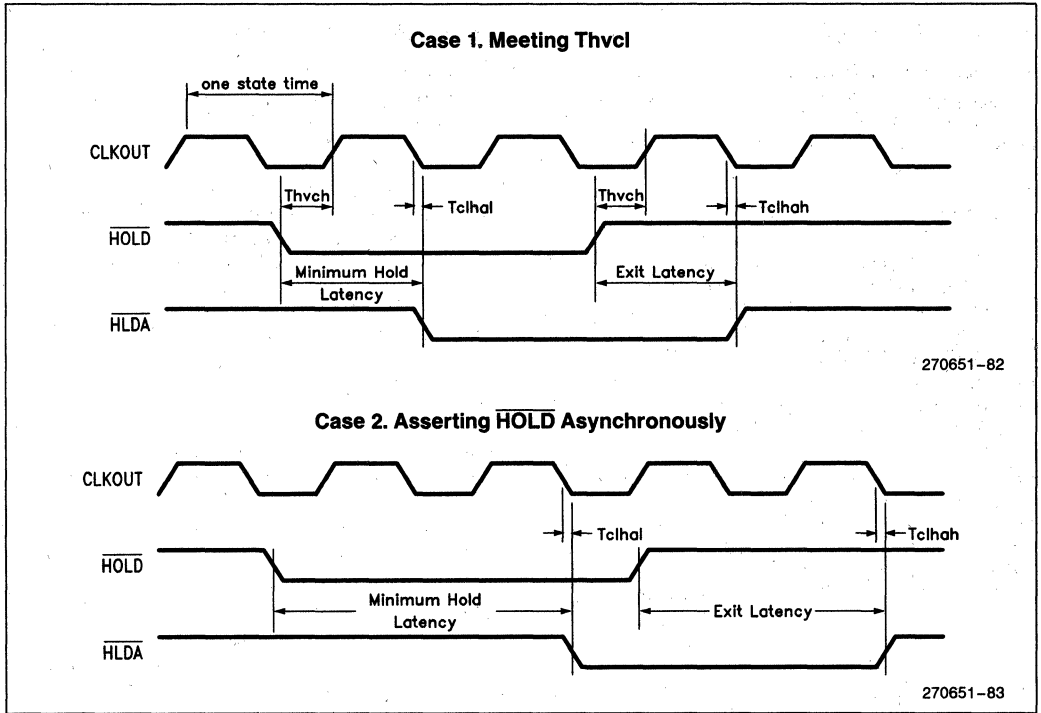 Case 1. Meeting Thvcl
one state time
CLKOUT
Thvch
Tclhal
Thvch
Tclhah
HOLD
Minimum Hold
Latency
Exit Latency
HLDA
270651-82
Case 2. Asserting HOLD Asynchronously
CLKOUT
Tclhal
Tclhah
HOLD
Minimum Hold
Latency
Exit Latency
HLDA
270651-83